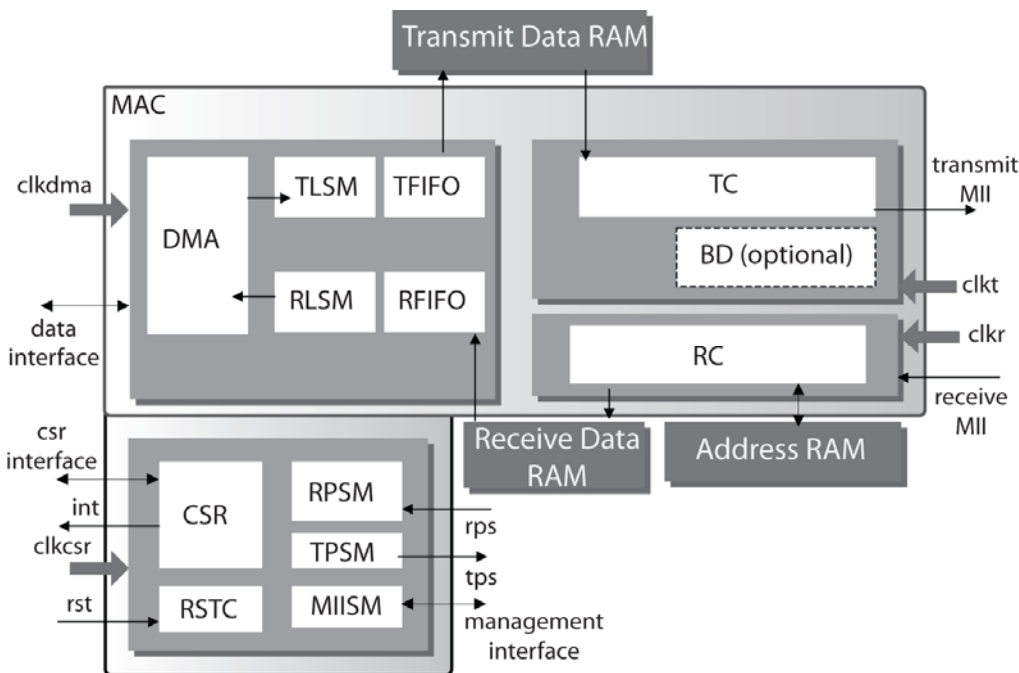 Transmit Data RAM
MAC
clkdma
data
interface
DMA
TLSM
TFIFO
RLSM
RFIFO
TC
BD (optional)
transmit
MII
clkt
clkr
RC
receive
MII
Receive Data
RAM
Address RAM
csr
interface
int
clkcsr
rst
CSR
RSTC
RPSM
TPSM
MIISM
rps
tps
management
interface